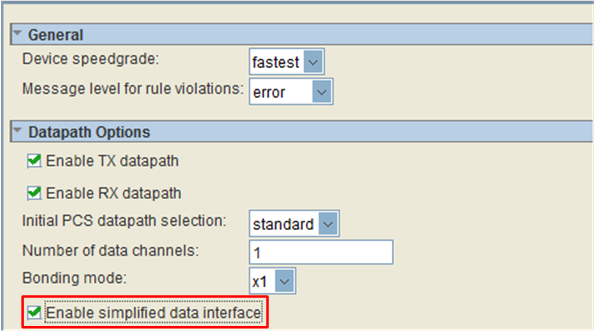 General
Device speedgrade: fastest
Message level for rule violations: error
Datapath Options
Enable TX datapath
Enable RX datapath
Initial PCS datapath selection: standard
Number of data channels: 1
Bonding mode: x1
Enable simplified data interface